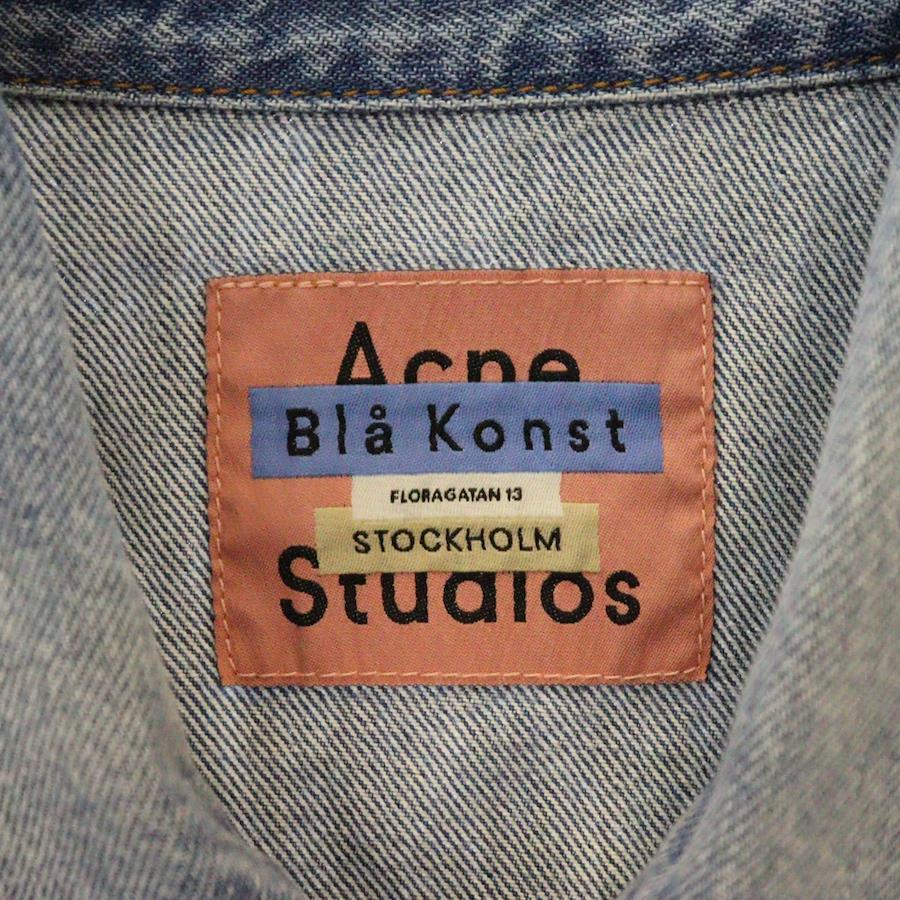 Acne
Blå Konst
FLORAGATAN 13
STOCKHOLM
Studios